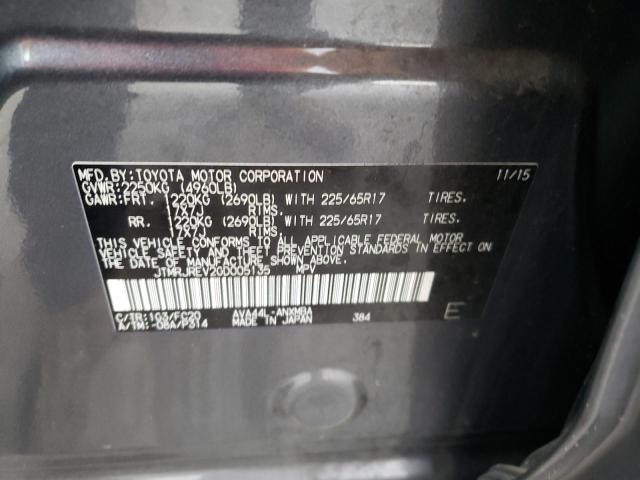 MFD.BY:TOYOTA MOTOR CORPORATION 11/15
GVWR:2250KG (4960LB)
GAWR:FRT. 1220KG (2690LB) WITH 225/65R17 TIRES.
17X7J RIMS.
RR. 1220KG (2690LB) WITH 225/65R17 TIRES.
17X7J RIMS.
THIS VEHICLE CONFORMS TO ALL APPLICABLE FEDERAL MOTOR
VEHICLE SAFETY AND BUMPER STANDARDS IN EFFECT ON
THE DATE OF MANUFACTURE SHOWN ABOVE.
JTMRJREV2GD005135 MPV
C/TR:1G3/FC20 AVA44L-ANXMBA
A/TM:-08A/P314 MADE IN JAPAN 384 E